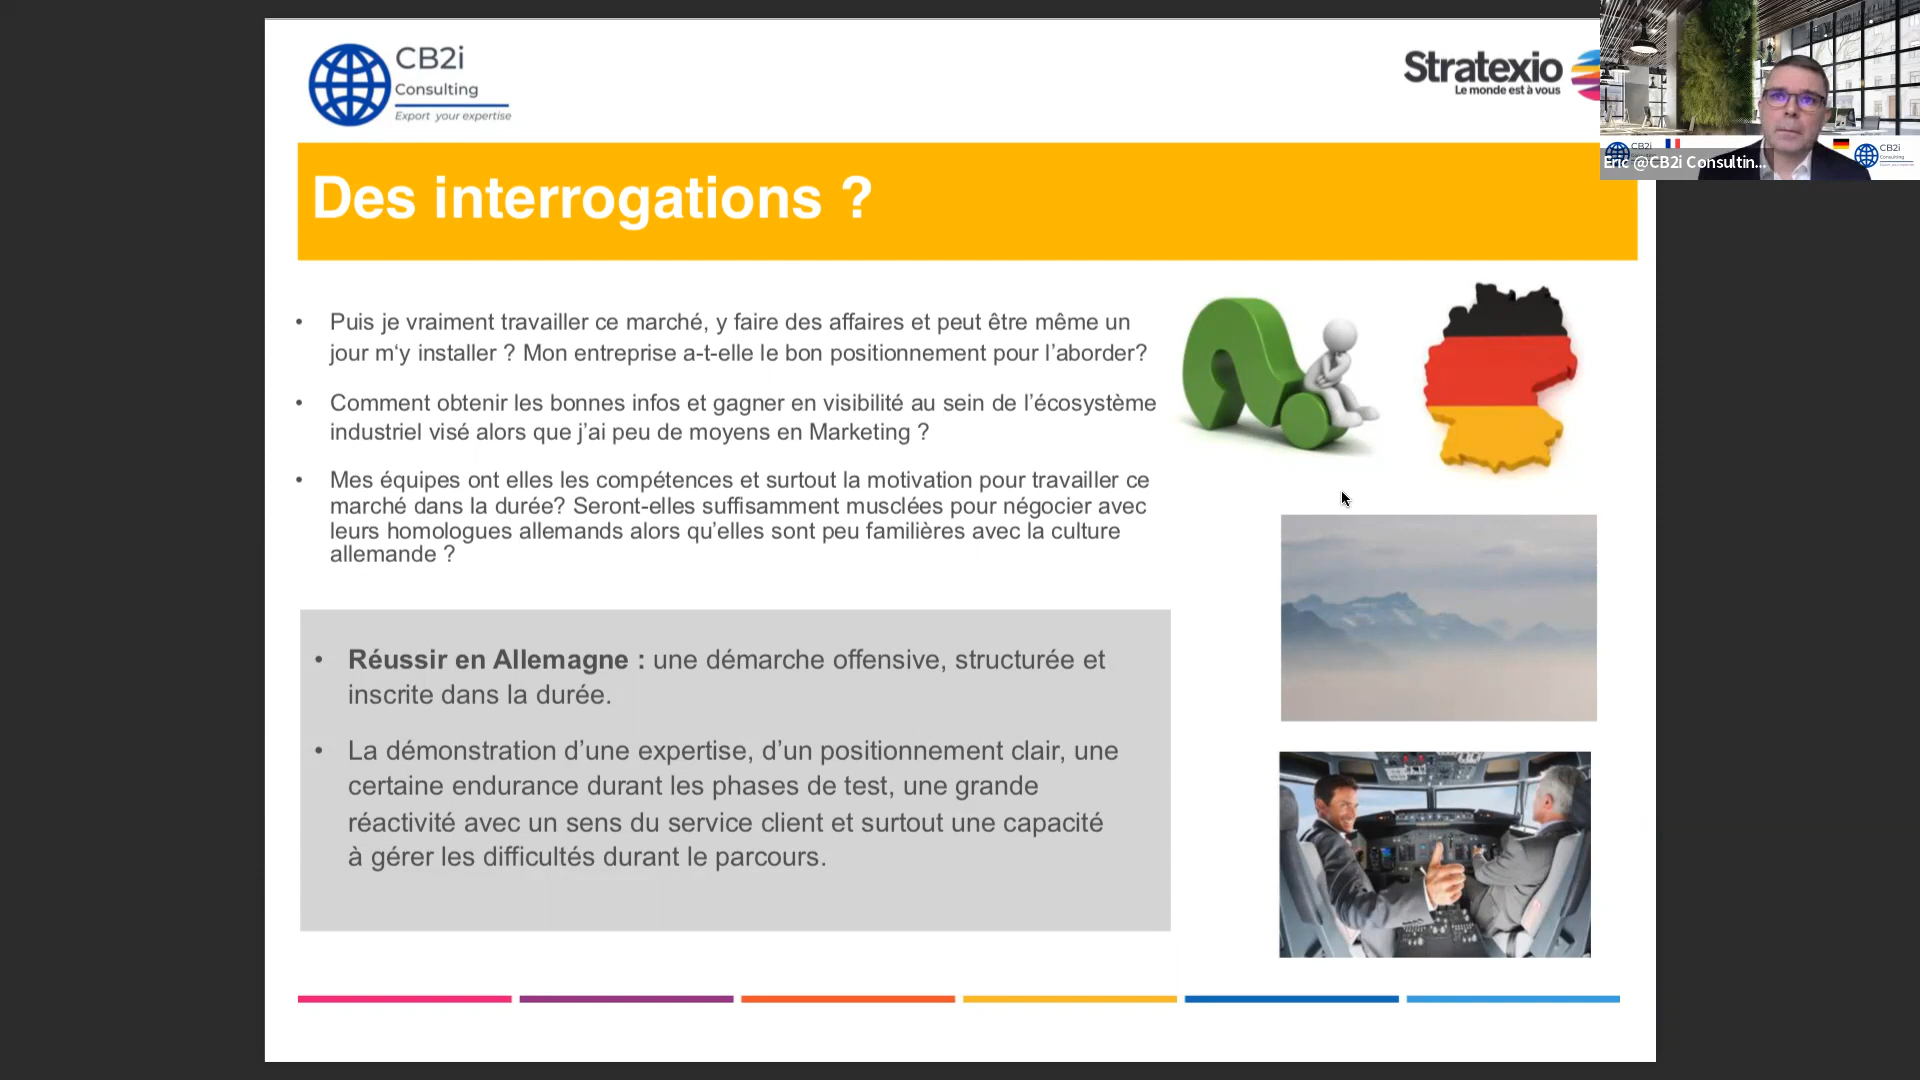 CB2i
Consulting
Export your expertise
Stratexio
Le monde est à vous
CB2i
CB2i
Consulting
Eric @CB2i Consultin...
Des interrogations ?
• Puis je vraiment travailler ce marché, y faire des affaires et peut être même un
jour m‘y installer ? Mon entreprise a-t-elle le bon positionnement pour l’aborder?
• Comment obtenir les bonnes infos et gagner en visibilité au sein de l’écosystème
industriel visé alors que j’ai peu de moyens en Marketing ?
• Mes équipes ont elles les compétences et surtout la motivation pour travailler ce
marché dans la durée? Seront-elles suffisamment musclées pour négocier avec
leurs homologues allemands alors qu’elles sont peu familières avec la culture
allemande ?
• Réussir en Allemagne : une démarche offensive, structurée et
inscrite dans la durée.
• La démonstration d’une expertise, d’un positionnement clair, une
certaine endurance durant les phases de test, une grande
réactivité avec un sens du service client et surtout une capacité
à gérer les difficultés durant le parcours.